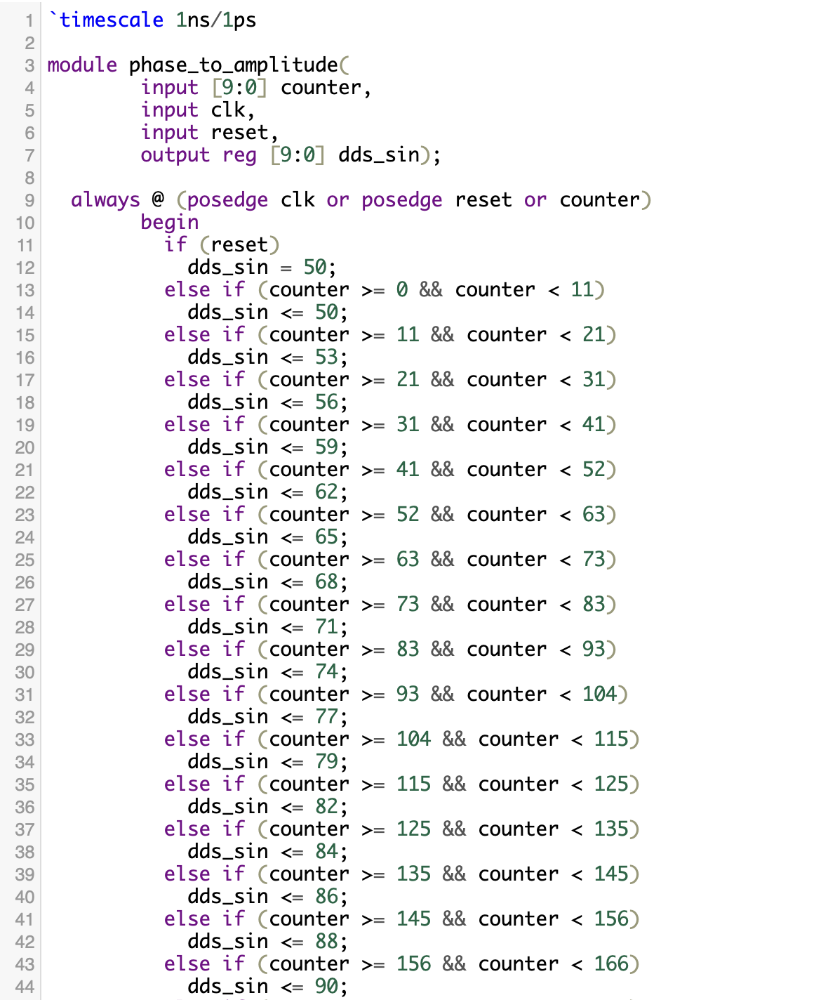 1 `timescale 1ns/1ps
2
3 module phase_to_amplitude(
4 input [9:0] counter,
5 input clk,
6 input reset,
7 output reg [9:0] dds_sin);
8
9 always @ (posedge clk or posedge reset or counter)
10 begin
11 if (reset)
12 dds_sin = 50;
13 else if (counter >= 0 && counter < 11)
14 dds_sin <= 50;
15 else if (counter >= 11 && counter < 21)
16 dds_sin <= 53;
17 else if (counter >= 21 && counter < 31)
18 dds_sin <= 56;
19 else if (counter >= 31 && counter < 41)
20 dds_sin <= 59;
21 else if (counter >= 41 && counter < 52)
22 dds_sin <= 62;
23 else if (counter >= 52 && counter < 63)
24 dds_sin <= 65;
25 else if (counter >= 63 && counter < 73)
26 dds_sin <= 68;
27 else if (counter >= 73 && counter < 83)
28 dds_sin <= 71;
29 else if (counter >= 83 && counter < 93)
30 dds_sin <= 74;
31 else if (counter >= 93 && counter < 104)
32 dds_sin <= 77;
33 else if (counter >= 104 && counter < 115)
34 dds_sin <= 79;
35 else if (counter >= 115 && counter < 125)
36 dds_sin <= 82;
37 else if (counter >= 125 && counter < 135)
38 dds_sin <= 84;
39 else if (counter >= 135 && counter < 145)
40 dds_sin <= 86;
41 else if (counter >= 145 && counter < 156)
42 dds_sin <= 88;
43 else if (counter >= 156 && counter < 166)
44 dds_sin <= 90;